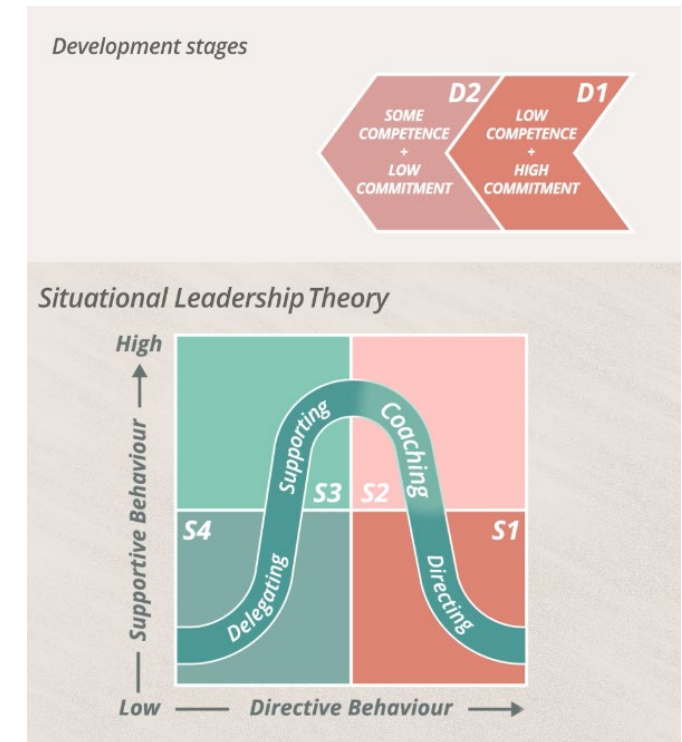 Development stages
D2
SOME
COMPETENCE
+
LOW
COMMITMENT
D1
LOW
COMPETENCE
+
HIGH
COMMITMENT
Situational Leadership Theory
High
Supportive Behaviour
Supporting
Coaching
S3
S2
S4
S1
Delegating
Directing
Low
Directive Behaviour